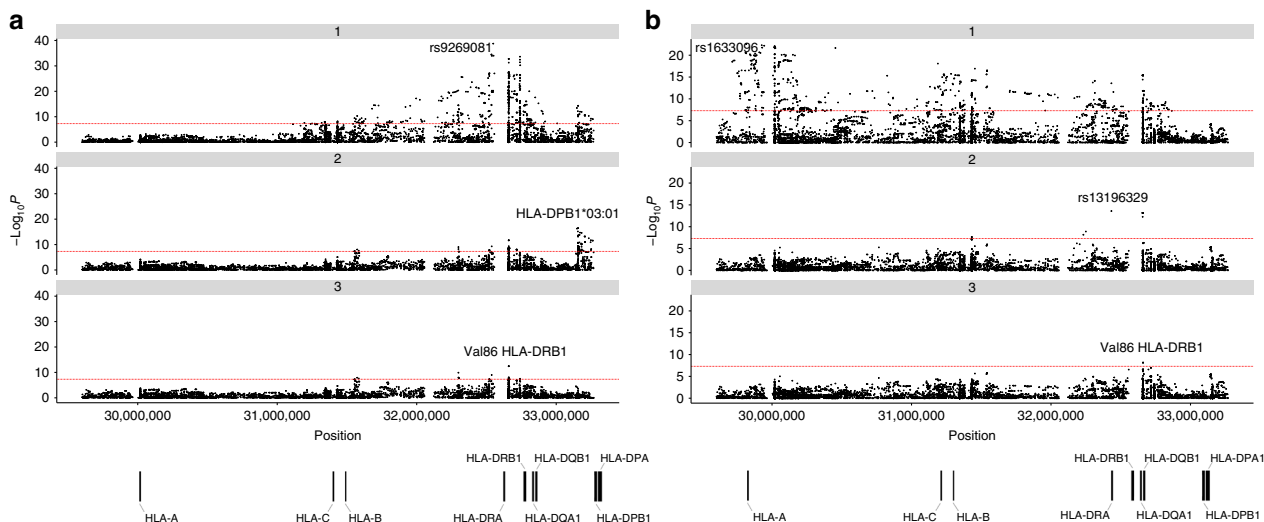 a
1
40
30
20
10
0
rs9269081
2
40
30
20
10
0
HLA-DPB1*03:01
3
40
30
20
10
0
Val86 HLA-DRB1
−Log10P
30,000,000 31,000,000 32,000,000 33,000,000
Position
HLA-DRB1 HLA-DQB1 HLA-DPA
HLA-A HLA-C HLA-B HLA-DRA HLA-DQA1 HLA-DPB1
b
1
20
15
10
5
0
rs1633096
2
20
15
10
5
0
rs13196329
3
20
15
10
5
0
Val86 HLA-DRB1
−Log10P
30,000,000 31,000,000 32,000,000 33,000,000
Position
HLA-DRB1 HLA-DQB1 HLA-DPA1
HLA-A HLA-C HLA-B HLA-DRA HLA-DQA1 HLA-DPB1